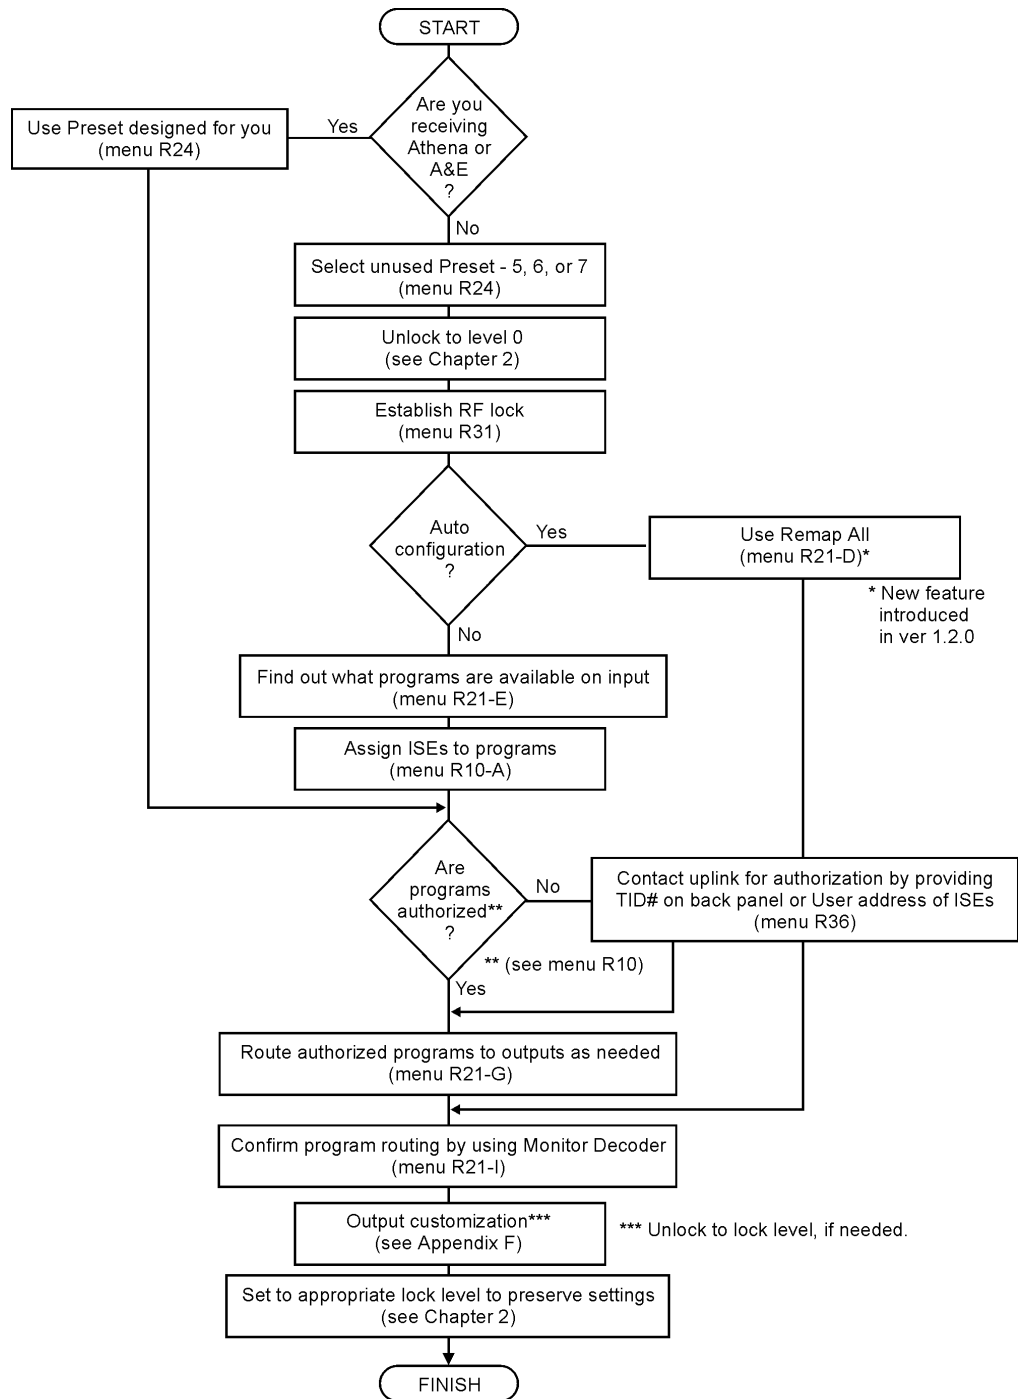 START
Are you
receiving
Athena or
A&E
?
Yes
Use Preset designed for you
(menu R24)
No
Select unused Preset - 5, 6, or 7
(menu R24)
Unlock to level 0
(see Chapter 2)
Establish RF lock
(menu R31)
Auto
configuration
?
Yes
Use Remap All
(menu R21-D)*
* New feature
introduced
in ver 1.2.0
No
Find out what programs are available on input
(menu R21-E)
Assign ISEs to programs
(menu R10-A)
Are
programs
authorized**
?
No
Contact uplink for authorization by providing
TID# on back panel or User address of ISEs
(menu R36)
** (see menu R10)
Yes
Route authorized programs to outputs as needed
(menu R21-G)
Confirm program routing by using Monitor Decoder
(menu R21-I)
Output customization***
(see Appendix F)
*** Unlock to lock level, if needed.
Set to appropriate lock level to preserve settings
(see Chapter 2)
FINISH